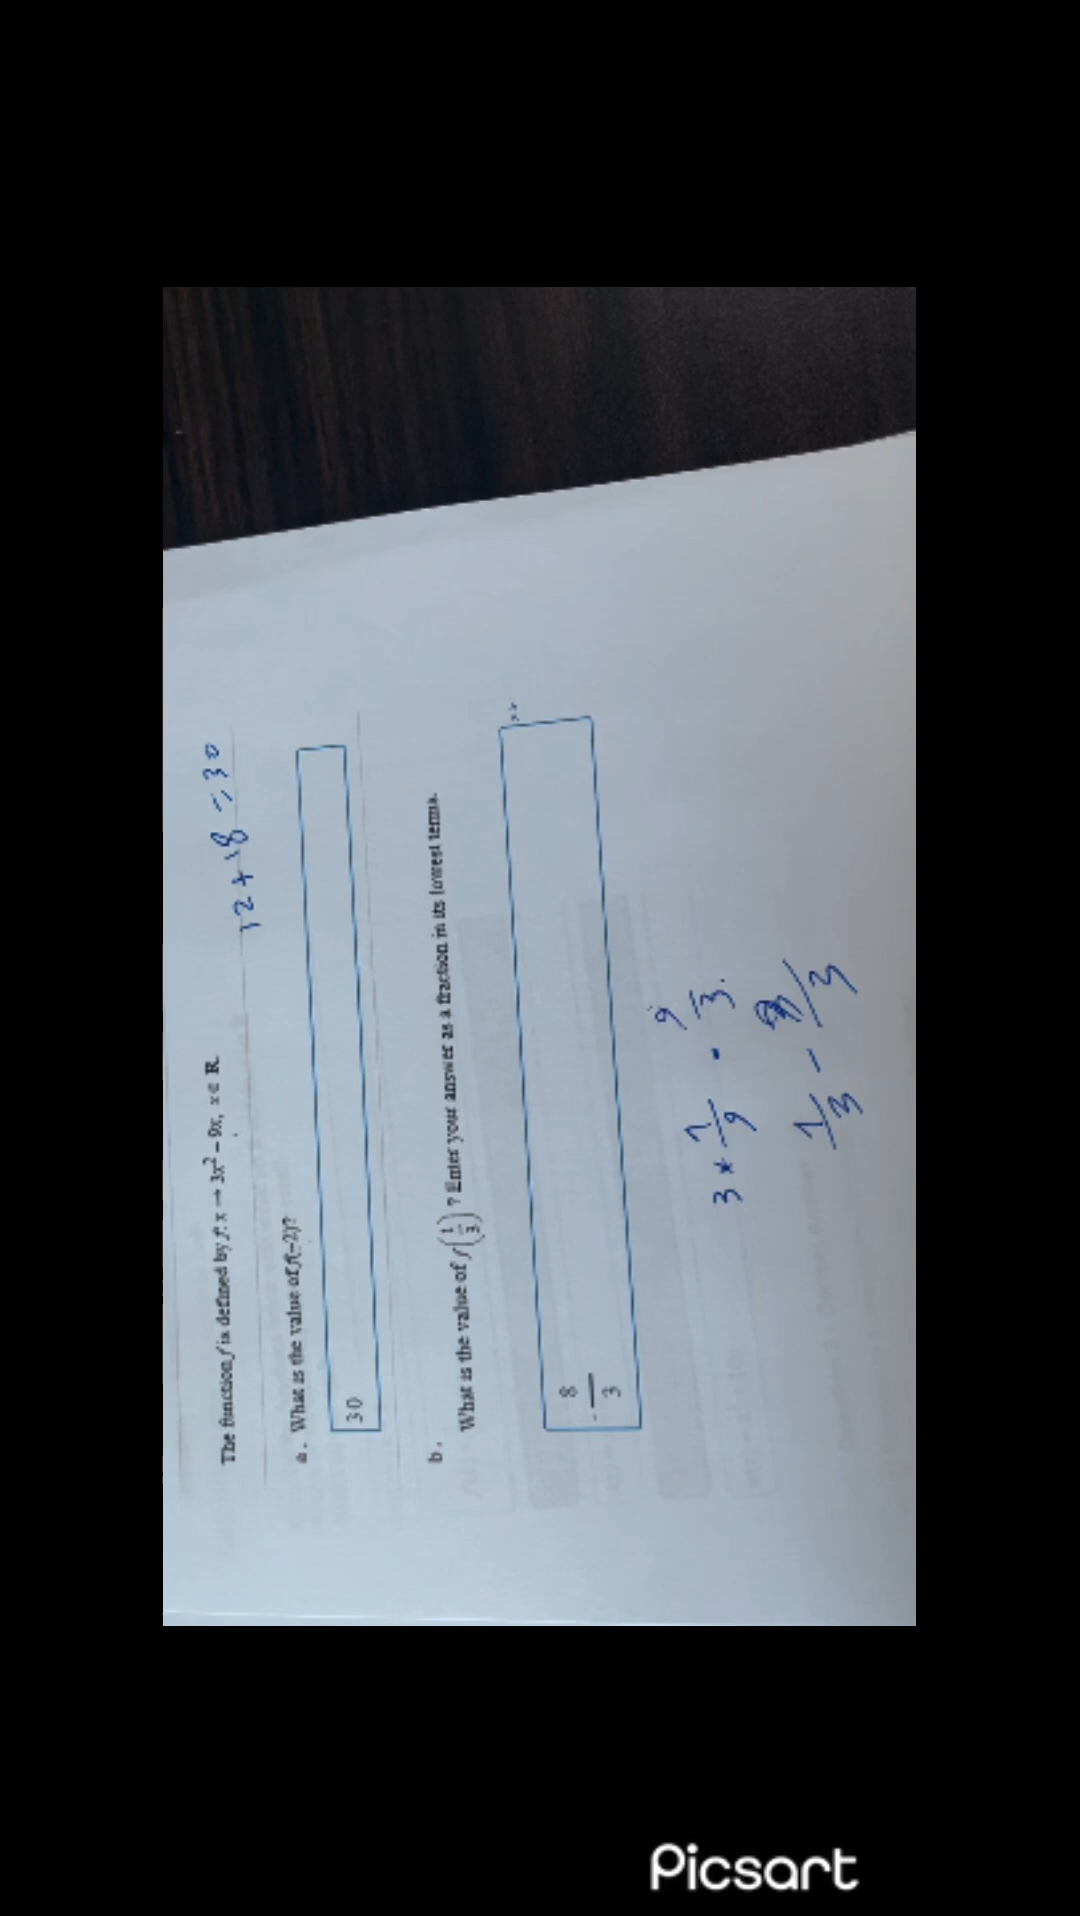 The function f is defined by f: x → 3x² – 9x, x ∈ R.
12 + 18 = 30
a. What is the value of f(–2)?
30
b.
What is the value of f(1/3)? Enter your answer as a fraction in its lowest terms.
- 8/3
3 * 1/9 - 9/3.
1/3 - /3
Picsart